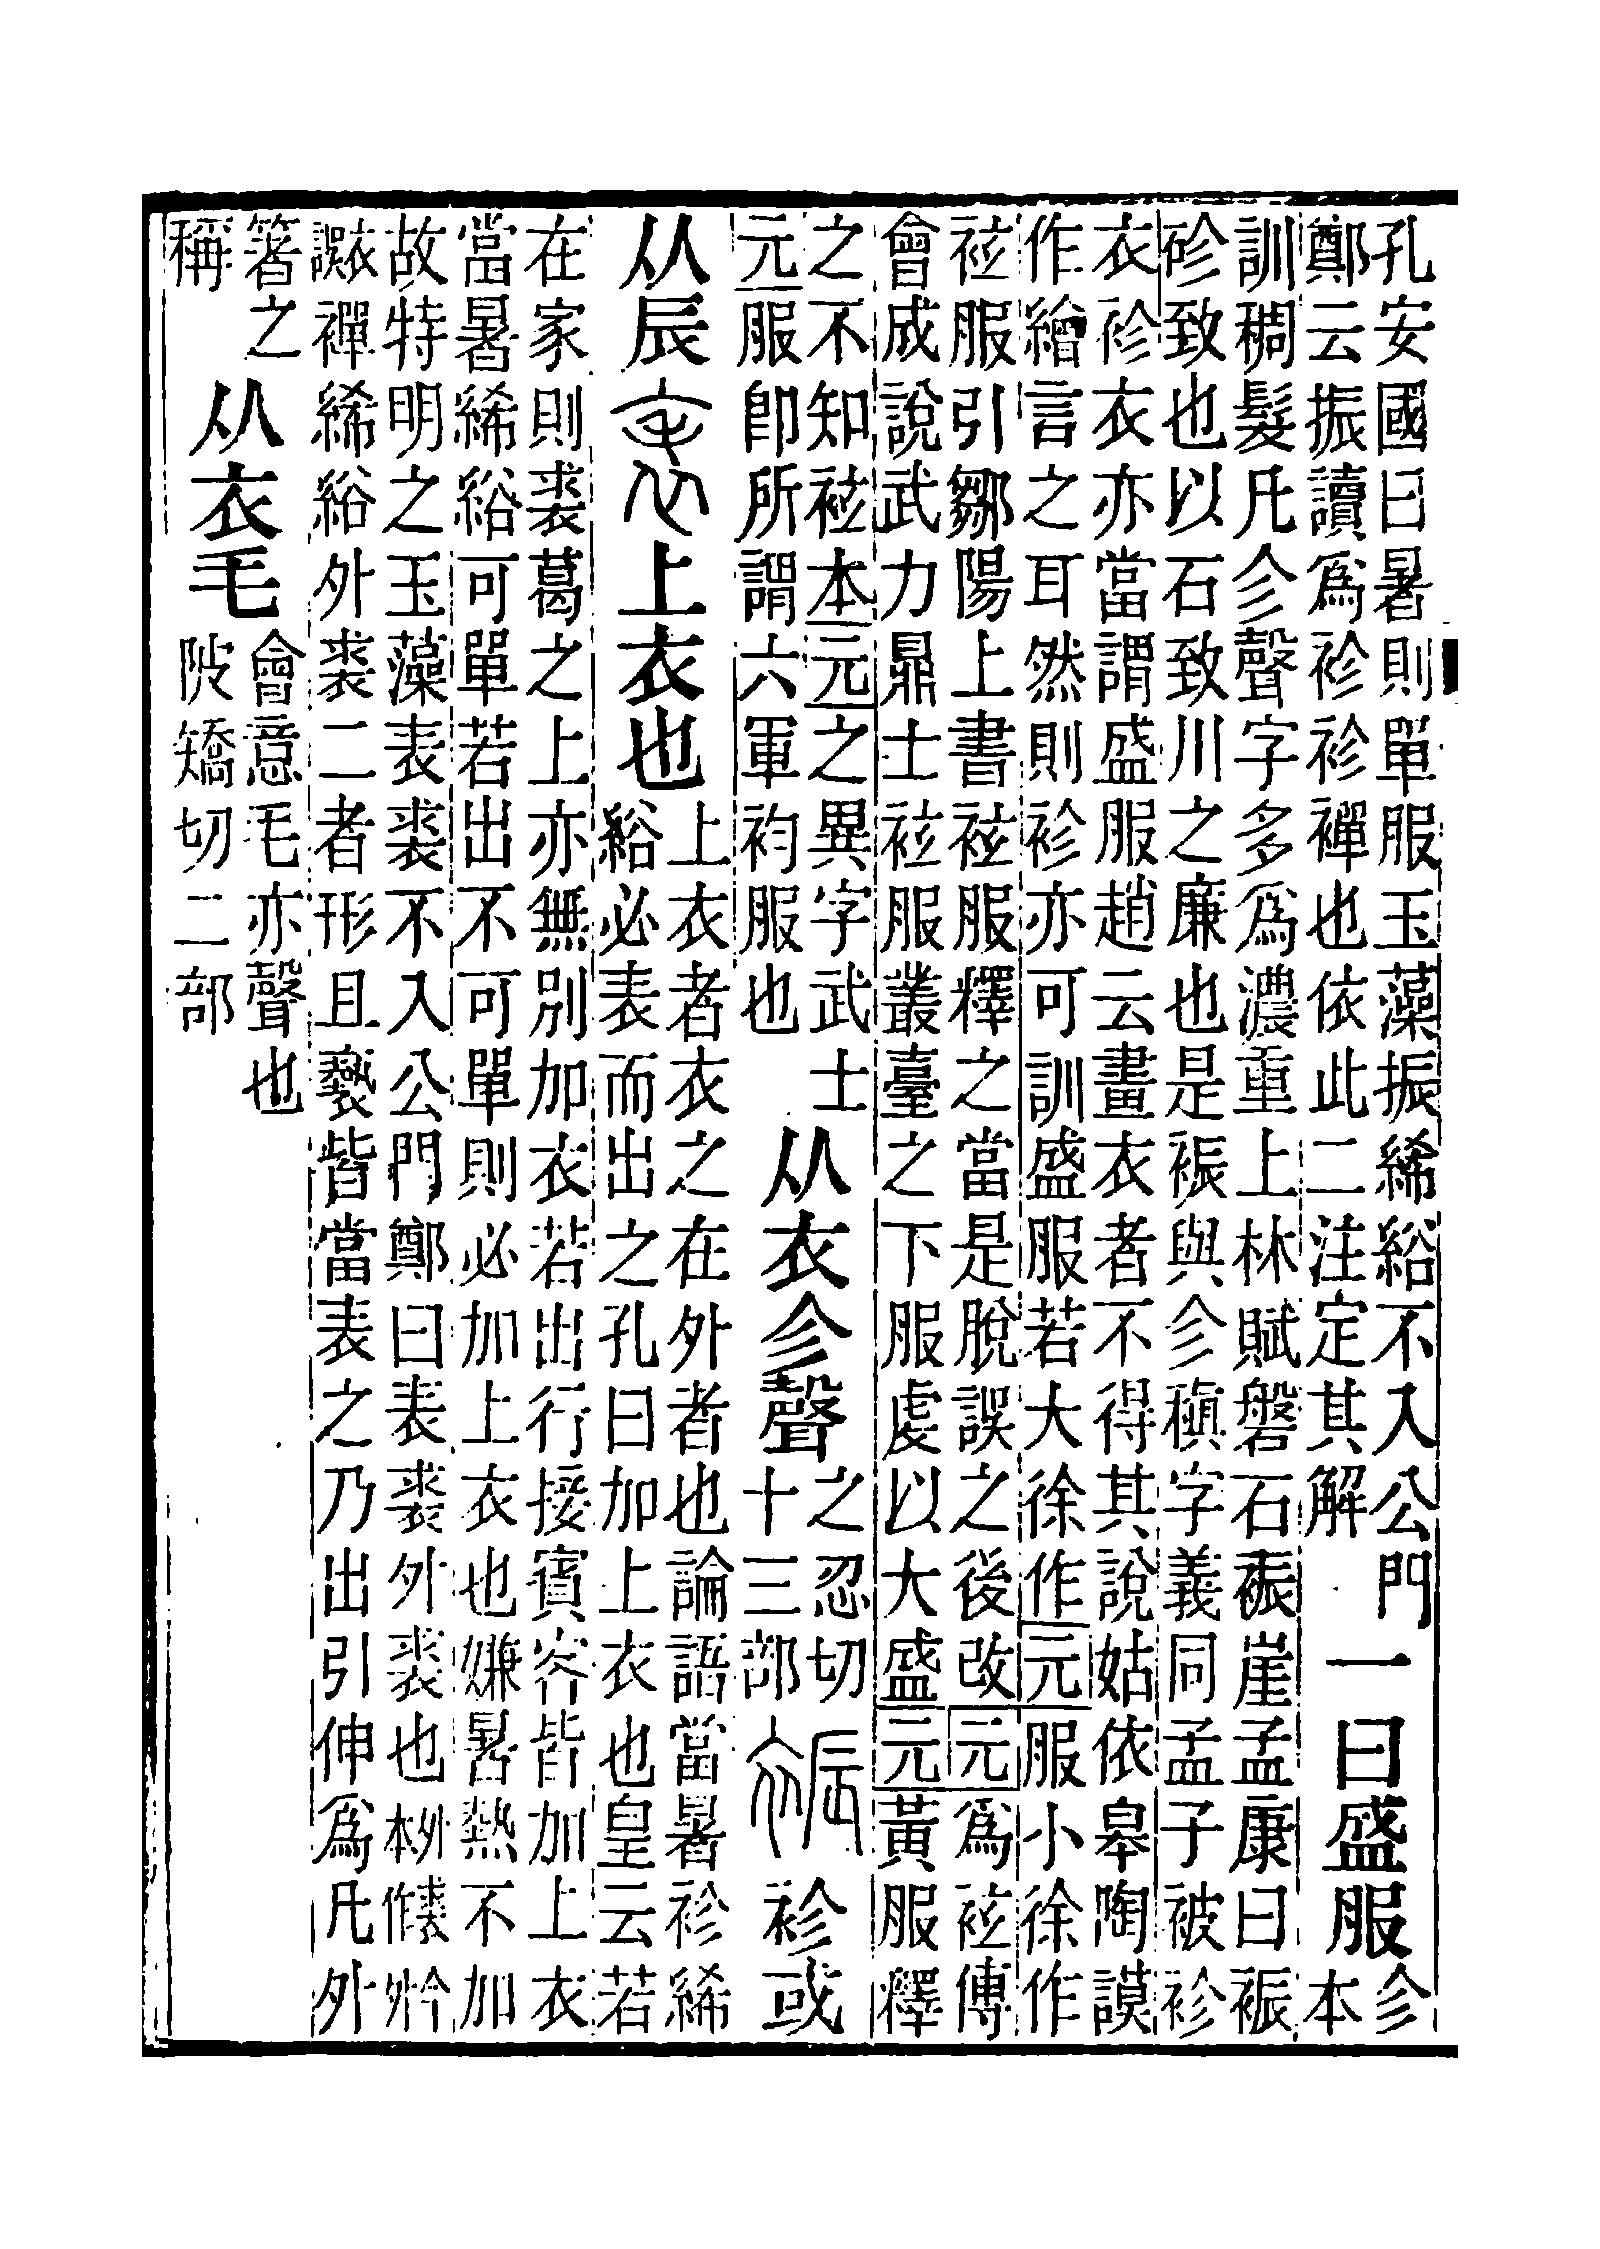 孔安國曰暑則單服玉藻振絺綌不入公門
鄭云振讀爲袗袗襌也依此二注定其解
一曰盛服
㐱
本
訓稠髮凡㐱聲字多爲濃重上林賦磐石裖崖孟康曰裖
䂦致也以石致川之廉也是裖與㐱稹字義同孟子被袗
衣袗衣亦當謂盛服趙云畫衣者不得其說姑依皋陶謨
作繪言之耳然則袗亦可訓盛服若大徐作元服小徐作
袨服引鄒陽上書袨服釋之當是脫誤之後改元爲袨傅
會成說武力鼎士袨服叢臺之下服虔以大盛元黃服釋
之不知袨本元之異字武士
元服卽所謂六軍袀服也
从衣㐱聲
之忍切
十三部
裖袗或
从辰
表上衣也
上衣者衣之在外者也論語當暑袗絺
綌必表而出之孔曰加上衣也皇云若
在家則裘葛之上亦無別加衣若出行接賓客皆加上衣
當暑絺綌可單若出不可單則必加上衣也嫌暑熱不加
故特明之玉藻表裘不入公門鄭曰表裘外裘也外本作
衣誤襌絺綌外裘二者形且褻皆當表之乃出引伸爲凡外
箸之
稱
从衣毛
會意毛亦聲也
陂矯切二部